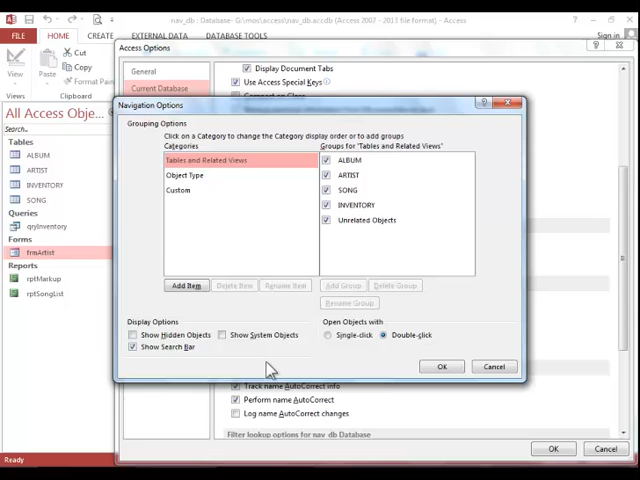 nav_db : Database- G:\mos\access\nav_db.accdb (Access 2007 - 2013 file format) - Access
FILE HOME CREATE EXTERNAL DATA DATABASE TOOLS Sign in
View
Paste
Cut
Copy
Format Pain
Views
Clipboard
All Access Obje...
Search...
Tables
ALBUM
ARTIST
INVENTORY
SONG
Queries
qryInventory
Forms
frmArtist
Reports
rptMarkup
rptSongList
Ready
Access Options
General
Current Database
Display Document Tabs
Use Access Special Keys
Compact on Close
Navigation Options
Grouping Options
Click on a Category to change the Category display order or to add groups
Categories
Groups for "Tables and Related Views"
Tables and Related Views
Object Type
Custom
ALBUM
ARTIST
SONG
INVENTORY
Unrelated Objects
Add Item Delete Item Rename Item Add Group Delete Group
Rename Group
Display Options
Open Objects with
Show Hidden Objects Show System Objects
Single-click Double-click
Show Search Bar
OK Cancel
Track name AutoCorrect info
Perform name AutoCorrect
Log name AutoCorrect changes
Filter lookup options for nav_db Database
OK Cancel